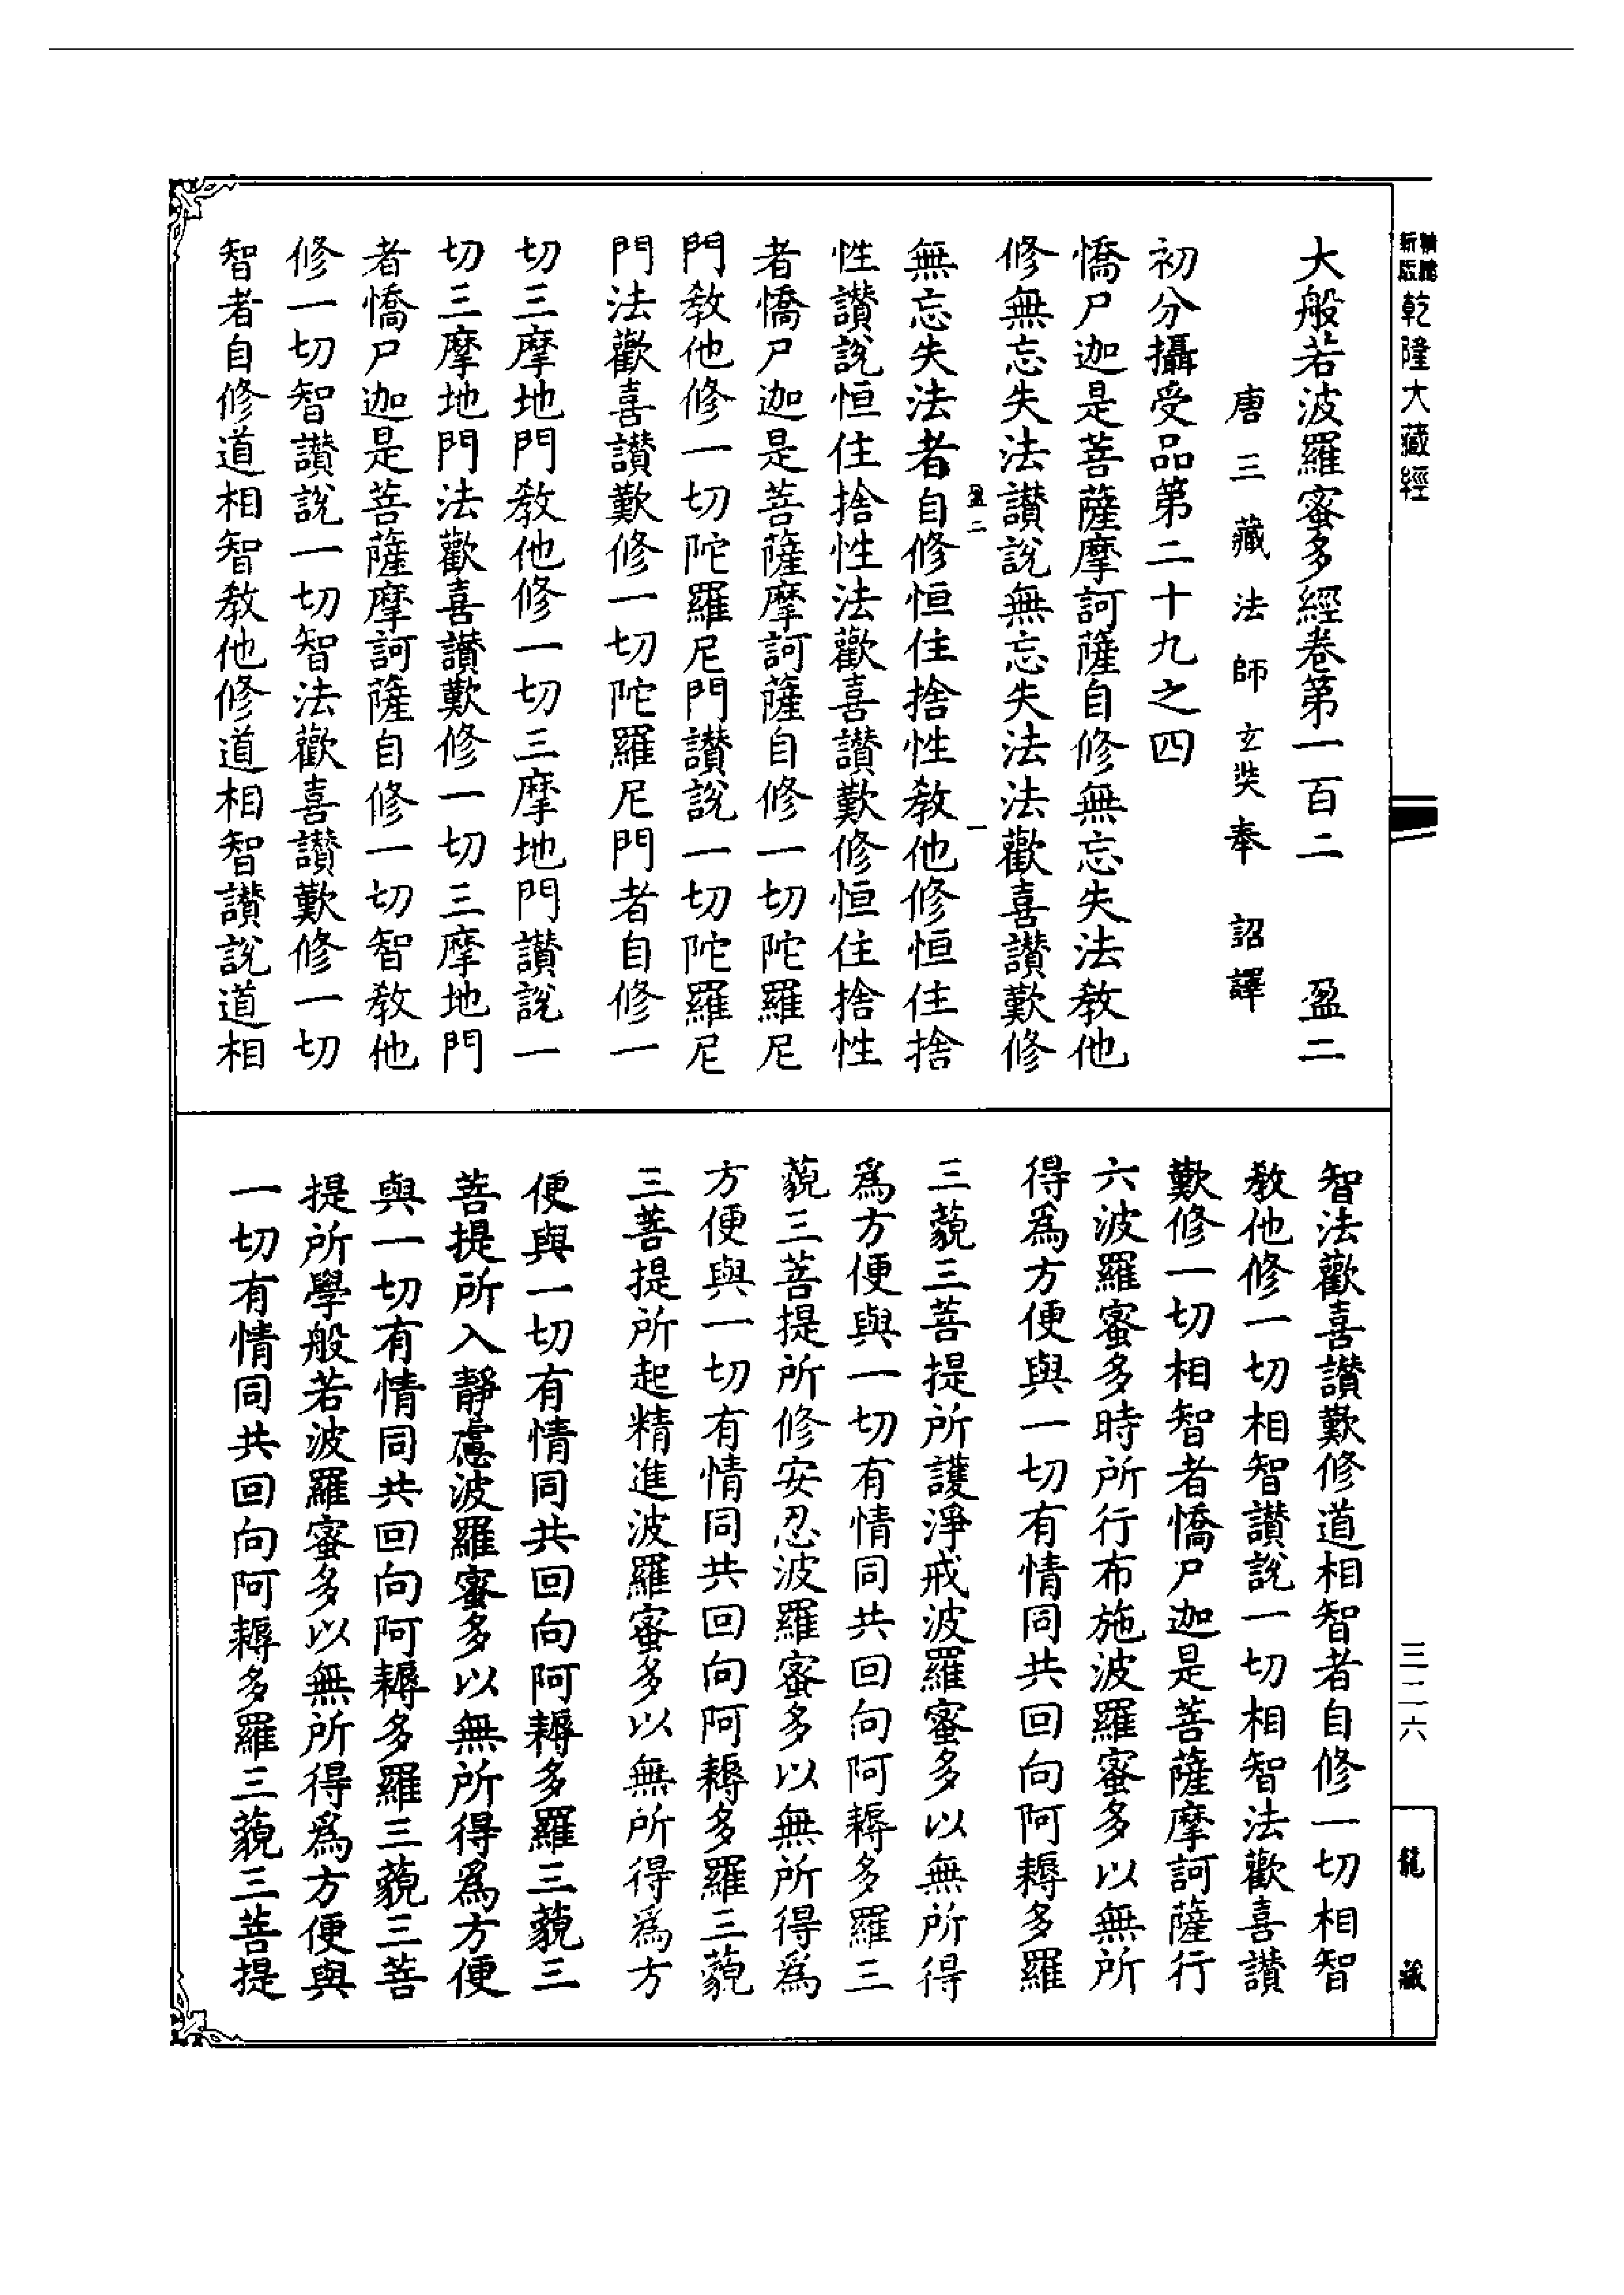 大般若波羅蜜多經卷第一百二　盈二
唐三藏法師玄奘奉　詔譯
初分攝受品第二十九之四
憍尸迦是菩薩摩訶薩自修無忘失法教他
修無忘失法讚說無忘失法法歡喜讚歎修
盈二　一
無忘失法者自修恒住捨性教他修恒住捨
性讚說恒住捨性法歡喜讚歎修恒住捨性
者憍尸迦是菩薩摩訶薩自修一切陀羅尼
門教他修一切陀羅尼門讚說一切陀羅尼
門法歡喜讚歎修一切陀羅尼門者自修一
切三摩地門教他修一切三摩地門讚說一
切三摩地門法歡喜讚歎修一切三摩地門
者憍尸迦是菩薩摩訶薩自修一切智教他
修一切智讚說一切智法歡喜讚歎修一切
智者自修道相智教他修道相智讚說道相
智法歡喜讚歎修道相智者自修一切相智
教他修一切相智讚說一切相智法歡喜讚
歎修一切相智者憍尸迦是菩薩摩訶薩行
六波羅蜜多時所行布施波羅蜜多以無所
得爲方便與一切有情同共回向阿耨多羅
三藐三菩提所護淨戒波羅蜜多以無所得
爲方便與一切有情同共回向阿耨多羅三
藐三菩提所修安忍波羅蜜多以無所得爲
方便與一切有情同共回向阿耨多羅三藐
三菩提所起精進波羅蜜多以無所得爲方
便與一切有情同共回向阿耨多羅三藐三
菩提所入靜慮波羅蜜多以無所得爲方便
與一切有情同共回向阿耨多羅三藐三菩
提所學般若波羅蜜多以無所得爲方便與
一切有情同共回向阿耨多羅三藐三菩提
新版乾隆大藏經
三二六
龍藏